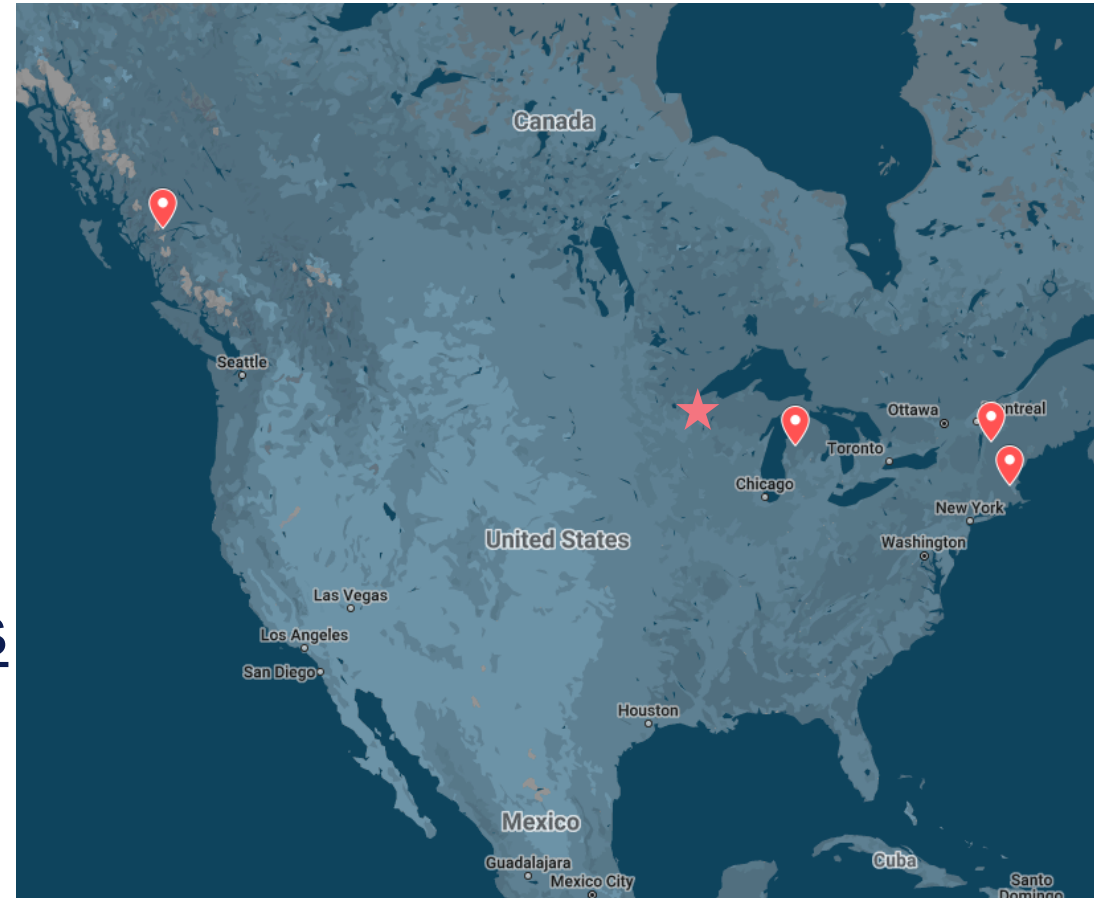 Canada
Seattle
Ottawa
ntreal
Toronto
Chicago
New York
United States
Washington
Las Vegas
Los Angeles
s
San Diego
Houston
Mexico
Guadalajara
Cuba
Mexico City
Santo
Domingo